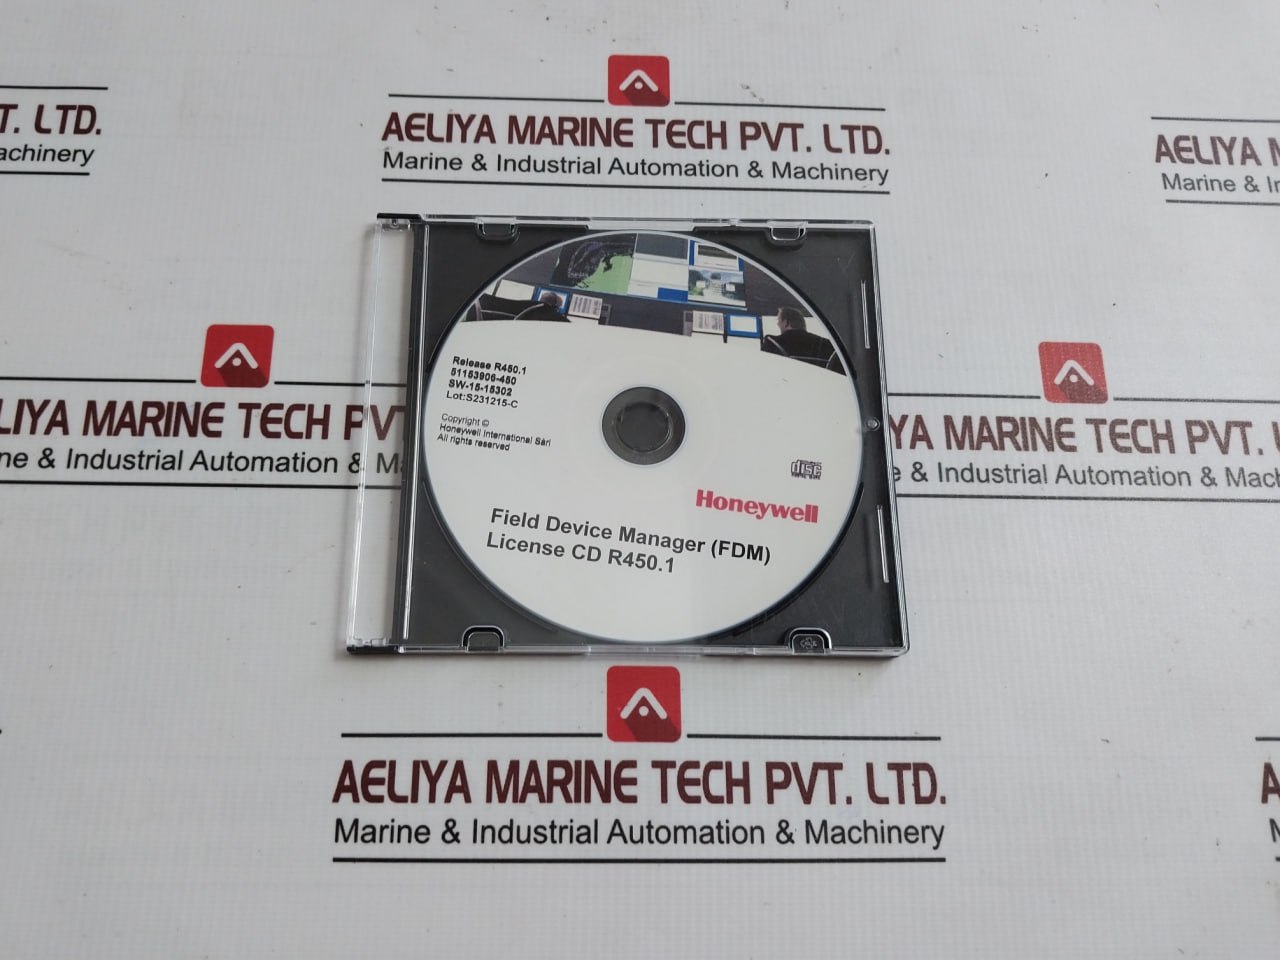 AELIYA MARINE TECH PVT. LTD.
Marine & Industrial Automation & Machinery
T. LTD.
achinery
AELIYA M
Marine & In
Release R450.1
51153906-450
SW-15-15302
Lot:S231215-C
Copyright ©
Honeywell International Sàrl
All rights reserved
disc
Honeywell
Field Device Manager (FDM)
License CD R450.1
LIYA MARINE TECH PV
ne & Industrial Automation & Ma
YA MARINE TECH PVT. L
e & Industrial Automation & Mach
AELIYA MARINE TECH PVT. LTD.
Marine & Industrial Automation & Machinery